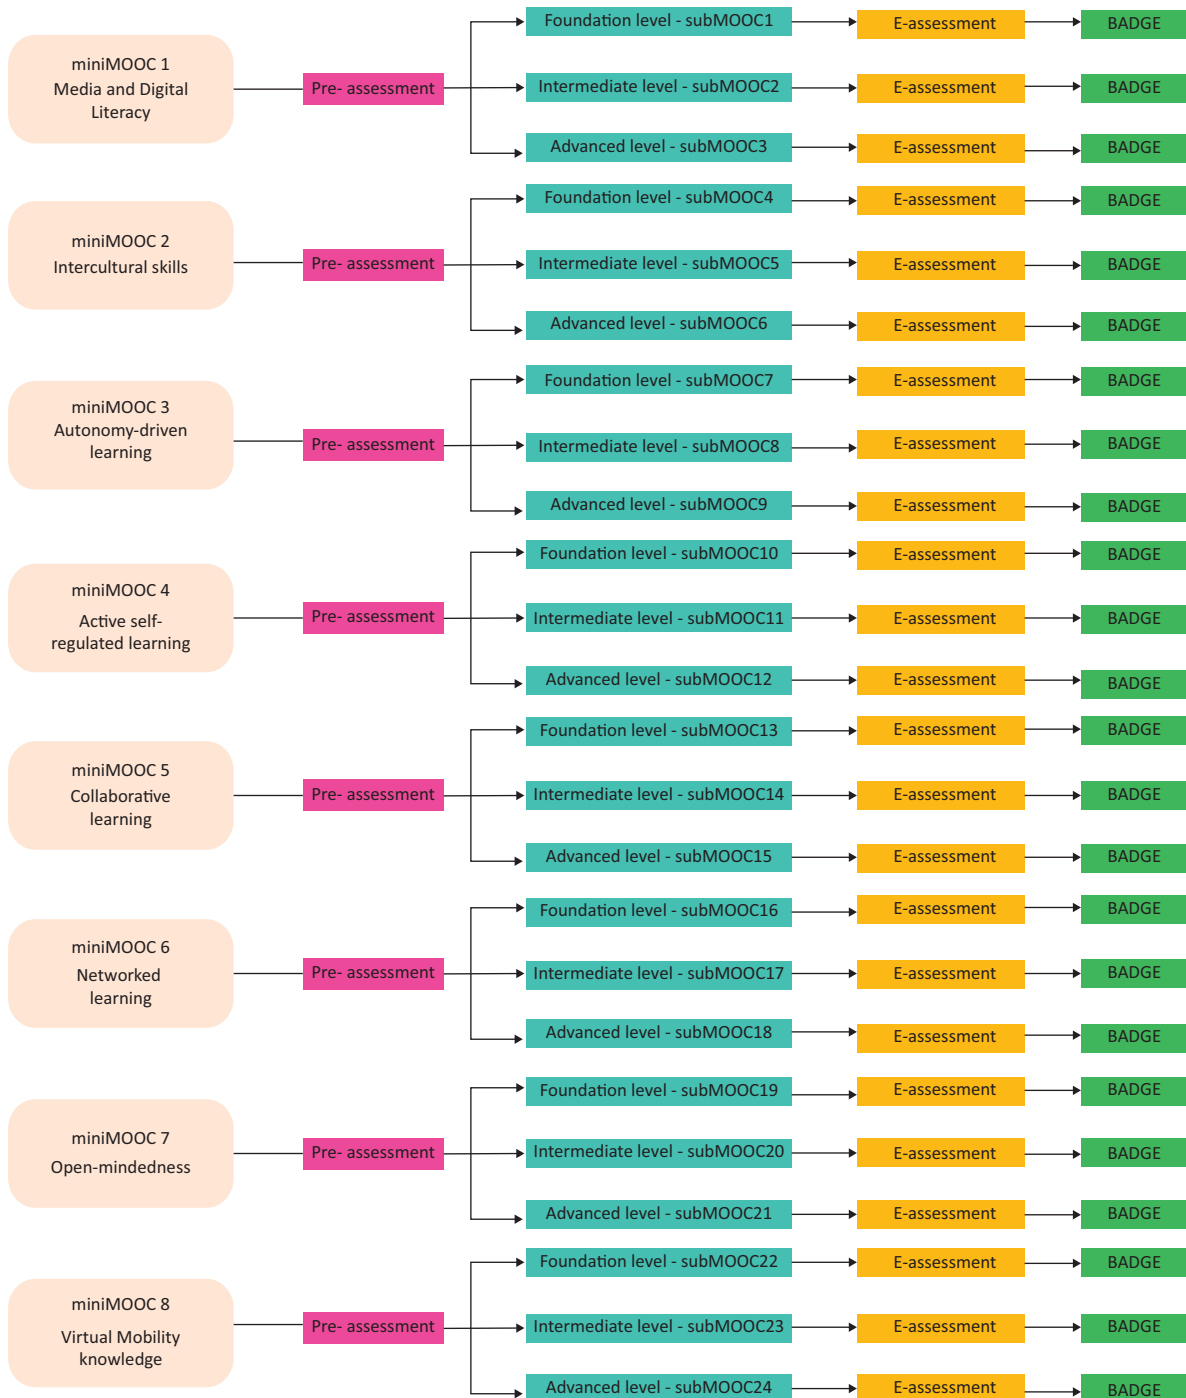 miniMOOC 1
Media and Digital
Literacy
Pre- assessment
Foundation level - subMOOC1
E-assessment
BADGE
Intermediate level - subMOOC2
E-assessment
BADGE
Advanced level - subMOOC3
E-assessment
BADGE
miniMOOC 2
Intercultural skills
Pre- assessment
Foundation level - subMOOC4
E-assessment
BADGE
Intermediate level - subMOOC5
E-assessment
BADGE
Advanced level - subMOOC6
E-assessment
BADGE
miniMOOC 3
Autonomy-driven
learning
Pre- assessment
Foundation level - subMOOC7
E-assessment
BADGE
Intermediate level - subMOOC8
E-assessment
BADGE
Advanced level - subMOOC9
E-assessment
BADGE
miniMOOC 4
Active self-
regulated learning
Pre- assessment
Foundation level - subMOOC10
E-assessment
BADGE
Intermediate level - subMOOC11
E-assessment
BADGE
Advanced level - subMOOC12
E-assessment
BADGE
miniMOOC 5
Collaborative
learning
Pre- assessment
Foundation level - subMOOC13
E-assessment
BADGE
Intermediate level - subMOOC14
E-assessment
BADGE
Advanced level - subMOOC15
E-assessment
BADGE
miniMOOC 6
Networked
learning
Pre- assessment
Foundation level - subMOOC16
E-assessment
BADGE
Intermediate level - subMOOC17
E-assessment
BADGE
Advanced level - subMOOC18
E-assessment
BADGE
miniMOOC 7
Open-mindedness
Pre- assessment
Foundation level - subMOOC19
E-assessment
BADGE
Intermediate level - subMOOC20
E-assessment
BADGE
Advanced level - subMOOC21
E-assessment
BADGE
miniMOOC 8
Virtual Mobility
knowledge
Pre- assessment
Foundation level - subMOOC22
E-assessment
BADGE
Intermediate level - subMOOC23
E-assessment
BADGE
Advanced level - subMOOC24
E-assessment
BADGE